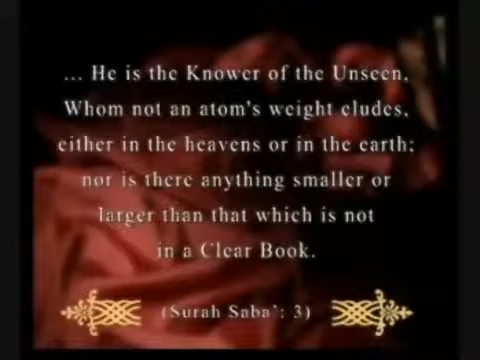 ... He is the Knower of the Unseen,
Whom not an atom's weight eludes,
either in the heavens or in the earth;
nor is there anything smaller or
larger than that which is not
in a Clear Book.
(Surah Saba': 3)